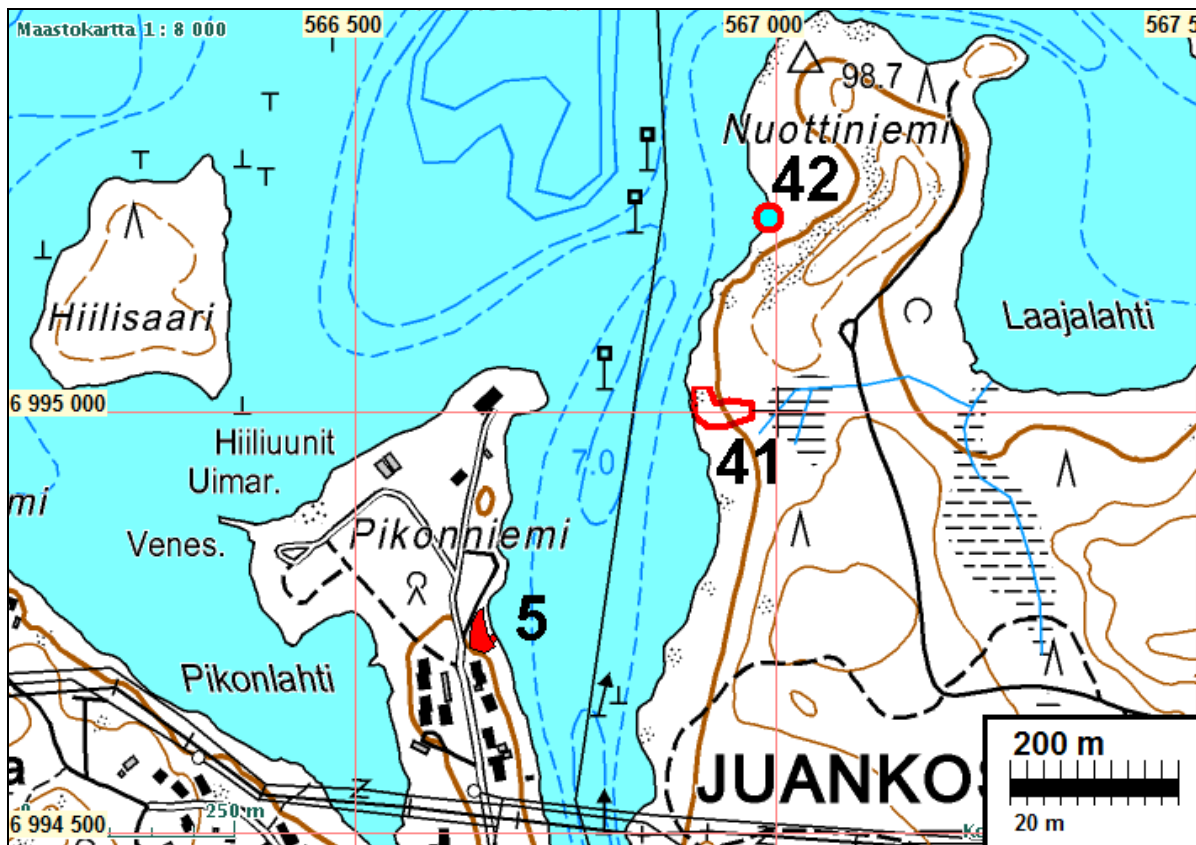 Maastokartta 1 : 8 000
566 500
567 000
567 5
98.7
Nuottiniemi
42
Hiilisaari
Laajalahti
6 995 000
Hiiliuunit
Uimar.
7.0
41
mi
Venes.
Pikonniemi
5
Pikonlahti
a
JUANKOS
200 m
20 m
250 m
6 994 500